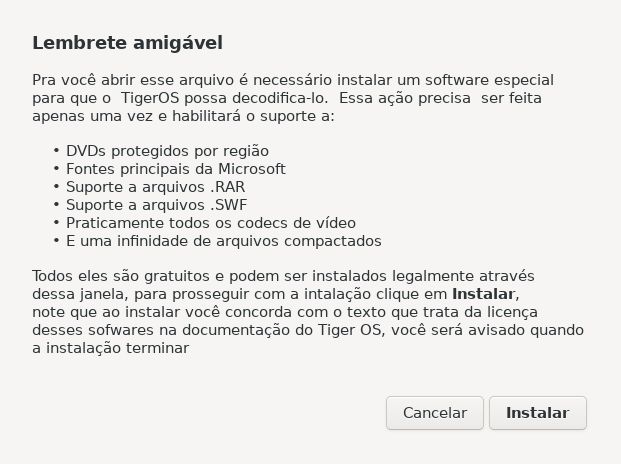 Lembrete amigável
Pra você abrir esse arquivo é necessário instalar um software especial
para que o  TigerOS possa decodifica-lo.  Essa ação precisa  ser feita
apenas uma vez e habilitará o suporte a:
• DVDs protegidos por região
• Fontes principais da Microsoft
• Suporte a arquivos .RAR
• Suporte a arquivos .SWF
• Praticamente todos os codecs de vídeo
• E uma infinidade de arquivos compactados
Todos eles são gratuitos e podem ser instalados legalmente através
dessa janela, para prosseguir com a intalação clique em Instalar,
note que ao instalar você concorda com o texto que trata da licença
desses sofwares na documentação do Tiger OS, você será avisado quando
a instalação terminar
Cancelar
Instalar